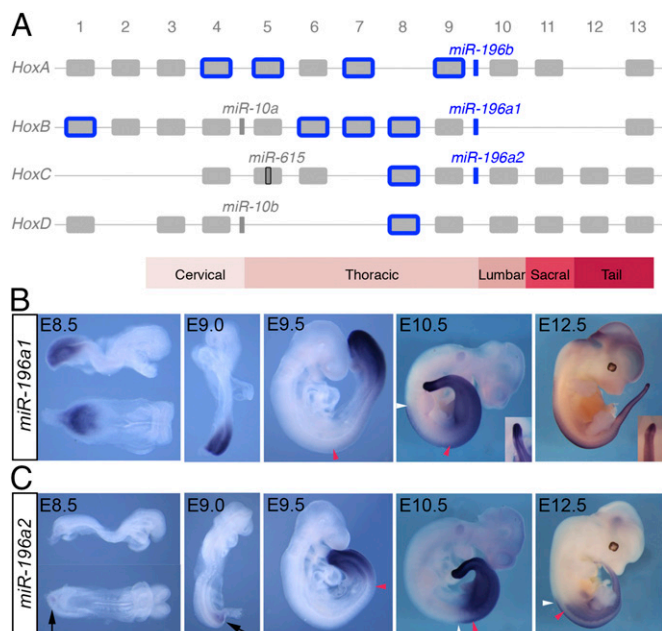 A
1 2 3 4 5 6 7 8 9 10 11 12 13
miR-196b
HoxA
miR-10a miR-196a1
HoxB
miR-615 miR-196a2
HoxC
miR-10b
HoxD
Cervical Thoracic Lumbar Sacral Tail
B
miR-196a1
E8.5 E9.0 E9.5 E10.5 E12.5
C
miR-196a2
E8.5 E9.0 E9.5 E10.5 E12.5